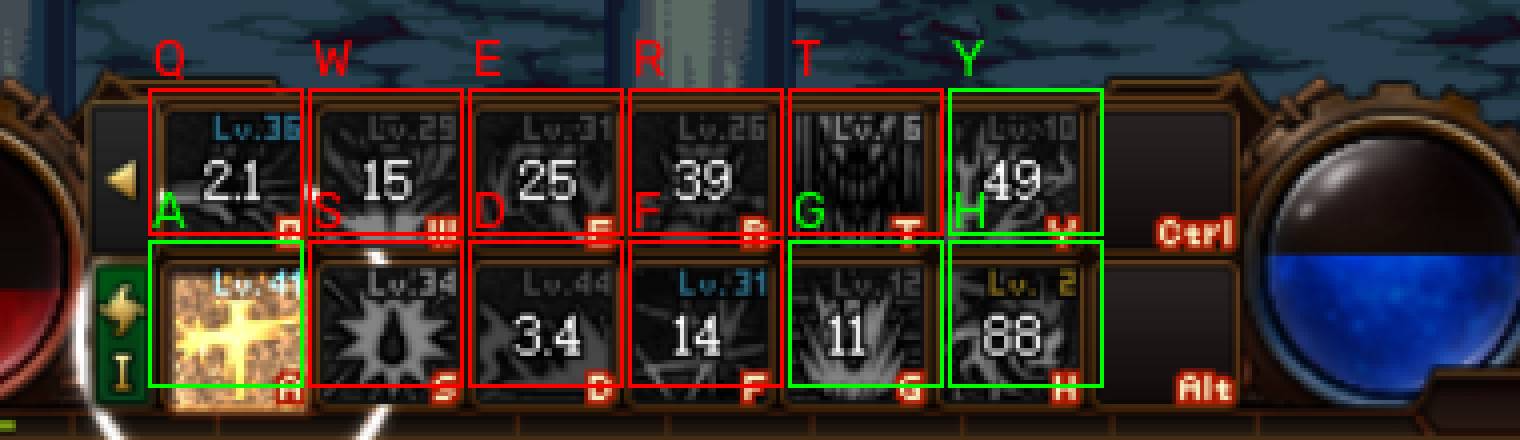 Q W E R T Y
Lv.36 Lv.29 Lv.31 Lv.26 Lv. 6 Lv.10
2.1 15 25 39 49
A S D F G H
W E R T Y Ctrl
Lv.41 Lv.34 Lv.44 Lv.31 Lv.12 Lv. 2
3.4 14 11 88
I
A S D F G H Alt